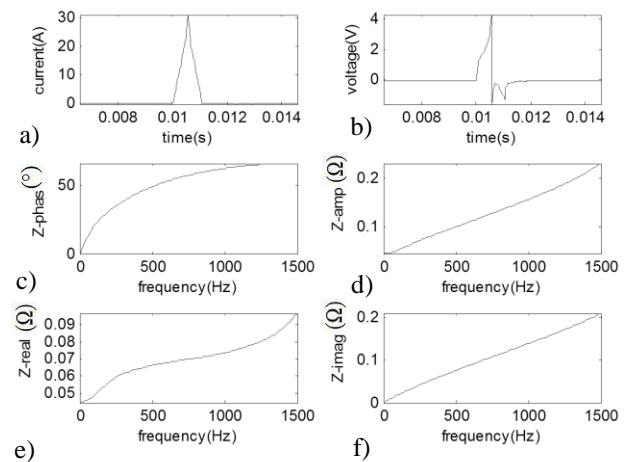 current(A)
30
20
10
0
0.008 0.01 0.012 0.014
time(s)
a)
voltage(V)
4
2
0
0.008 0.01 0.012 0.014
time(s)
b)
Z-phas(°)
50
0
0 500 1000 1500
frequency(Hz)
c)
Z-amp (Ω)
0.2
0.1
0 500 1000 1500
frequency(Hz)
d)
Z-real (Ω)
0.09
0.08
0.07
0.06
0.05
0 500 1000 1500
frequency(Hz)
e)
Z-imag (Ω)
0.2
0.1
0
0 500 1000 1500
frequency(Hz)
f)